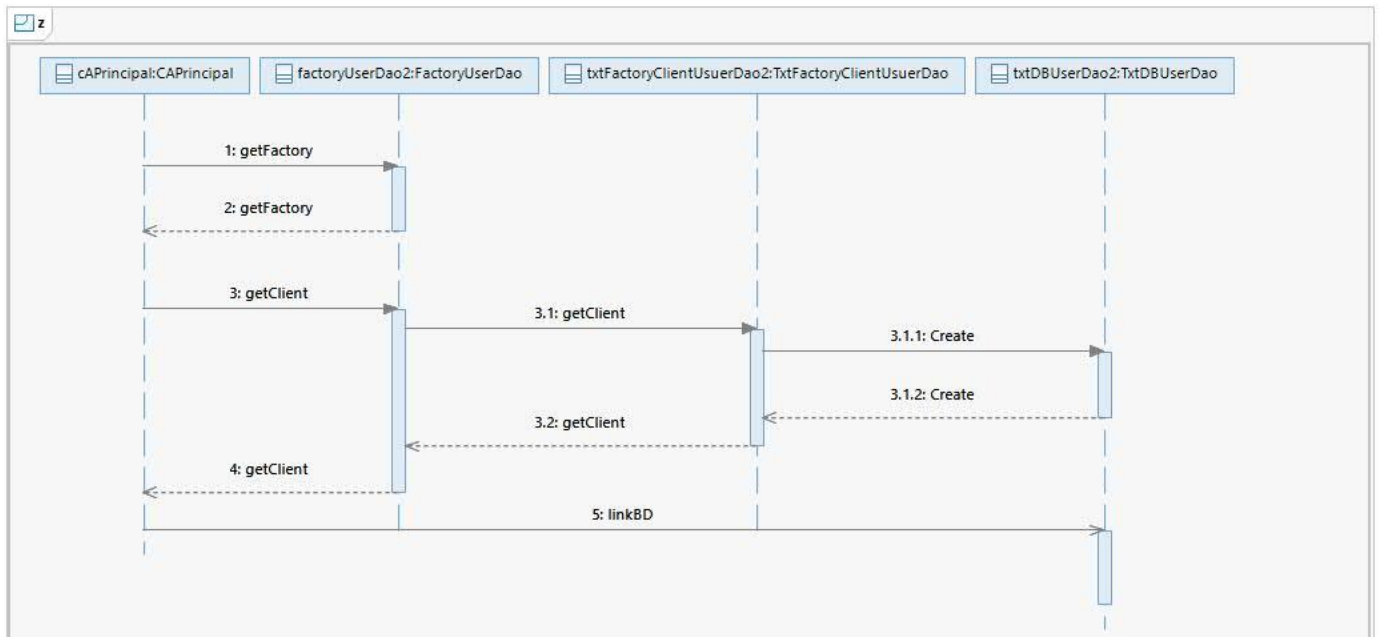 z
cAPrincipal:CAPrincipal
factoryUserDao2:FactoryUserDao
txtFactoryClientUsuerDao2:TxtFactoryClientUsuerDao
txtDBUserDao2:TxtDBUserDao
1: getFactory
2: getFactory
3: getClient
3.1: getClient
3.1.1: Create
3.1.2: Create
3.2: getClient
4: getClient
5: linkBD